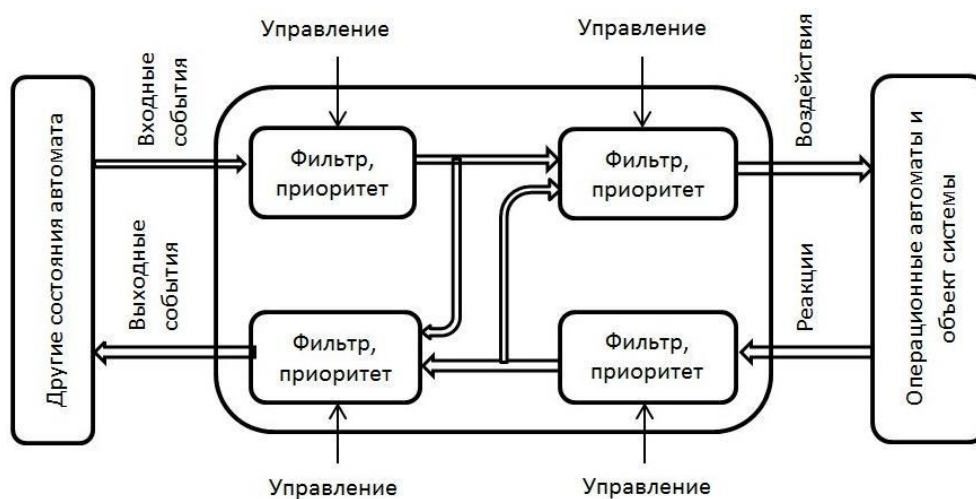 Управление
Управление
Другие состояния автомата
Входные
события
Фильтр,
приоритет
Фильтр,
приоритет
Воздействия
Операционные автоматы и
объект системы
Выходные
события
Фильтр,
приоритет
Фильтр,
приоритет
Реакции
Управление
Управление